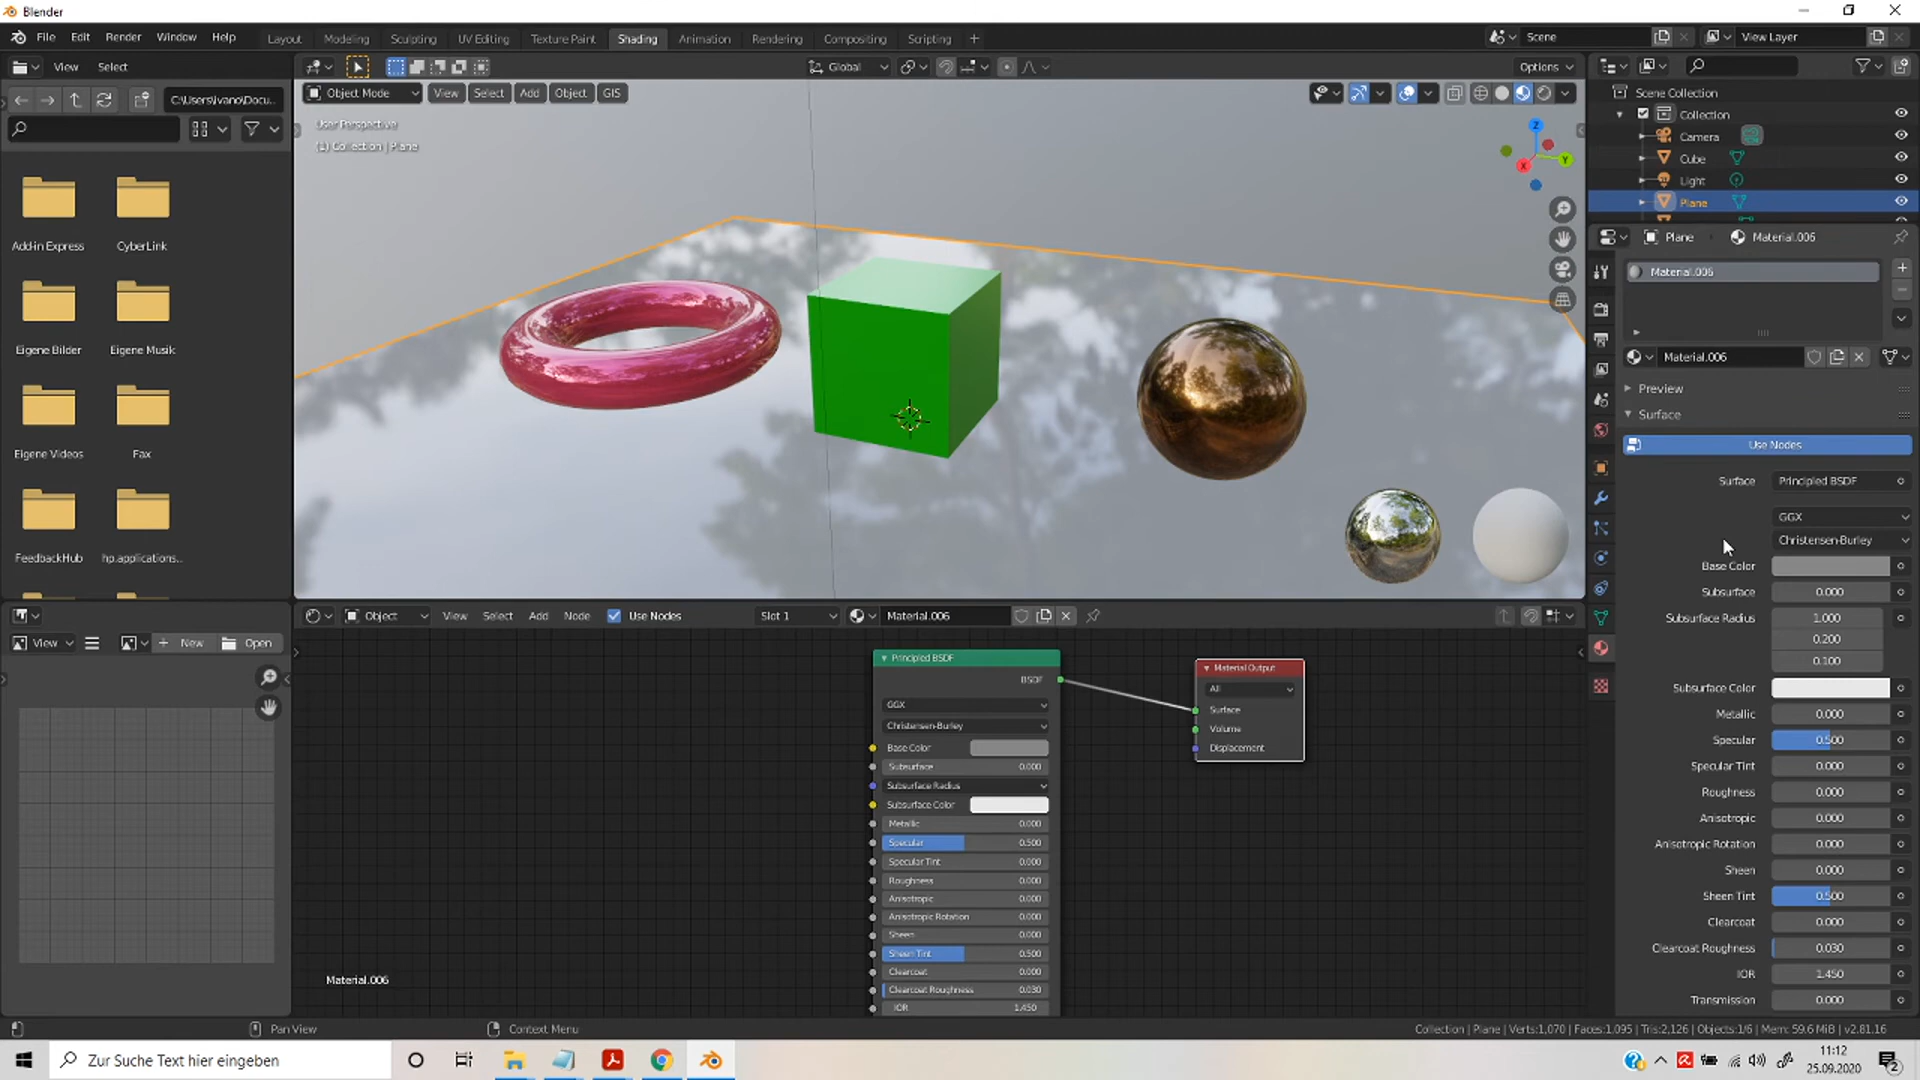 Blender
File Edit Render Window Help
Layout Modeling Sculpting UV Editing Texture Paint Shading Animation Rendering Compositing Scripting +
Scene
View Layer
View Select
Global
Options
C:\Users\Ivano\Docu...
Object Mode View Select Add Object GIS
User Perspective
(1) Collection | Plane
Z
Y
X
Add-in Express
CyberLink
Eigene Bilder
Eigene Musik
Eigene Videos
Fax
FeedbackHub
hp.applications...
Scene Collection
Collection
Camera
Cube
Light
Plane
Plane
Material.006
Material.006
Material.006
Preview
Surface
Use Nodes
Surface Principled BSDF
GGX
Christensen-Burley
Base Color
Subsurface 0.000
Subsurface Radius 1.000
0.200
0.100
Subsurface Color
Metallic 0.000
Specular 0.500
Specular Tint 0.000
Roughness 0.000
Anisotropic 0.000
Anisotropic Rotation 0.000
Sheen 0.000
Sheen Tint 0.500
Clearcoat 0.000
Clearcoat Roughness 0.030
IOR 1.450
Transmission 0.000
View
New
Open
Object View Select Add Node Use Nodes Slot 1 Material.006
Principled BSDF
BSDF
GGX
Christensen-Burley
Base Color
Subsurface 0.000
Subsurface Radius
Subsurface Color
Metallic 0.000
Specular 0.500
Specular Tint 0.000
Roughness 0.000
Anisotropic 0.000
Anisotropic Rotation 0.000
Sheen 0.000
Sheen Tint 0.500
Clearcoat 0.000
Clearcoat Roughness 0.030
IOR 1.450
Material Output
All
Surface
Volume
Displacement
Material.006
Pan View
Context Menu
Collection | Plane | Verts:1,070 | Faces:1,095 | Tris:2,126 | Objects:1/6 | Mem: 59.6 MiB | v2.81.16
Zur Suche Text hier eingeben
11:12
25.09.2020
2